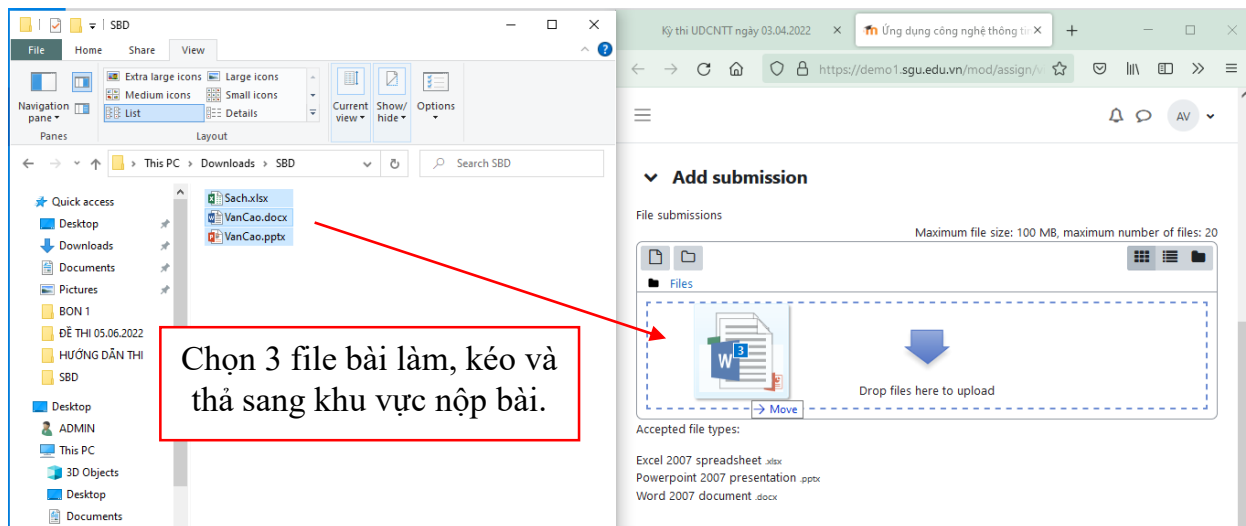 SBD
File Home Share View
Extra large icons Large icons
Medium icons Small icons
List Details
Navigation pane
Current view
Show/ hide
Options
Panes Layout
This PC > Downloads > SBD
Search SBD
Quick access
Desktop
Downloads
Documents
Pictures
BON 1
ĐỀ THI 05.06.2022
HƯỚNG DẪN THI
SBD
Desktop
ADMIN
This PC
3D Objects
Desktop
Documents
Sach.xlsx
VanCao.docx
VanCao.pptx
Chọn 3 file bài làm, kéo và
thả sang khu vực nộp bài.
Kỳ thi UDCNTT ngày 03.04.2022
Ứng dụng công nghệ thông tin
https://demo1.sgu.edu.vn/mod/assign/
AV
Add submission
File submissions
Maximum file size: 100 MB, maximum number of files: 20
Files
W 3
Move
Drop files here to upload
Accepted file types:
Excel 2007 spreadsheet .xlsx
Powerpoint 2007 presentation .pptx
Word 2007 document .docx